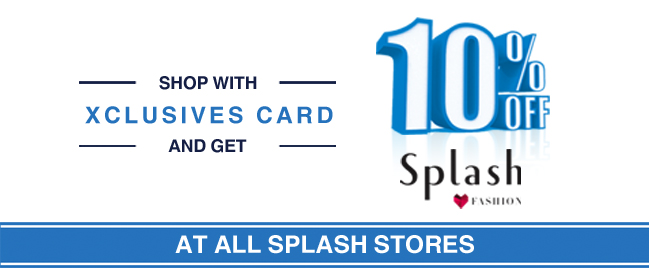 SHOP WITH
XCLUSIVES CARD
AND GET
10% OFF
Splash
FASHION
AT ALL SPLASH STORES